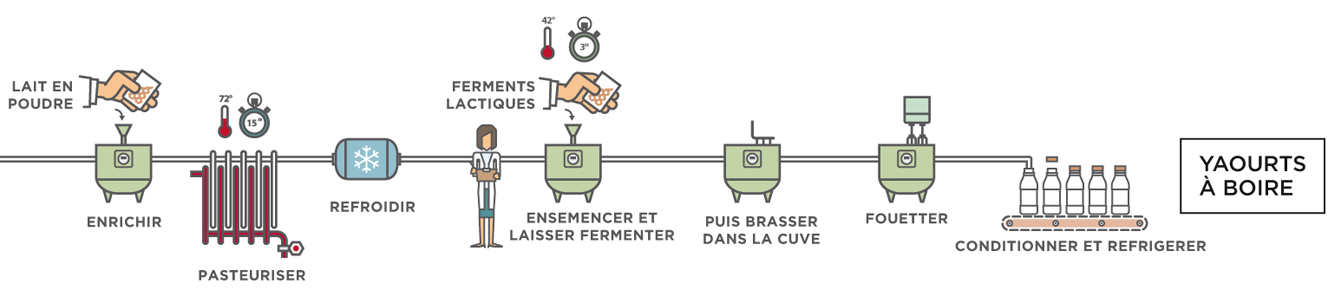 LAIT EN
POUDRE
ENRICHIR
72°
15"
PASTEURISER
REFROIDIR
42°
3H
FERMENTS
LACTIQUES
ENSEMENCER ET
LAISSER FERMENTER
PUIS BRASSER
DANS LA CUVE
FOUETTER
CONDITIONNER ET REFRIGERER
YAOURTS
À BOIRE